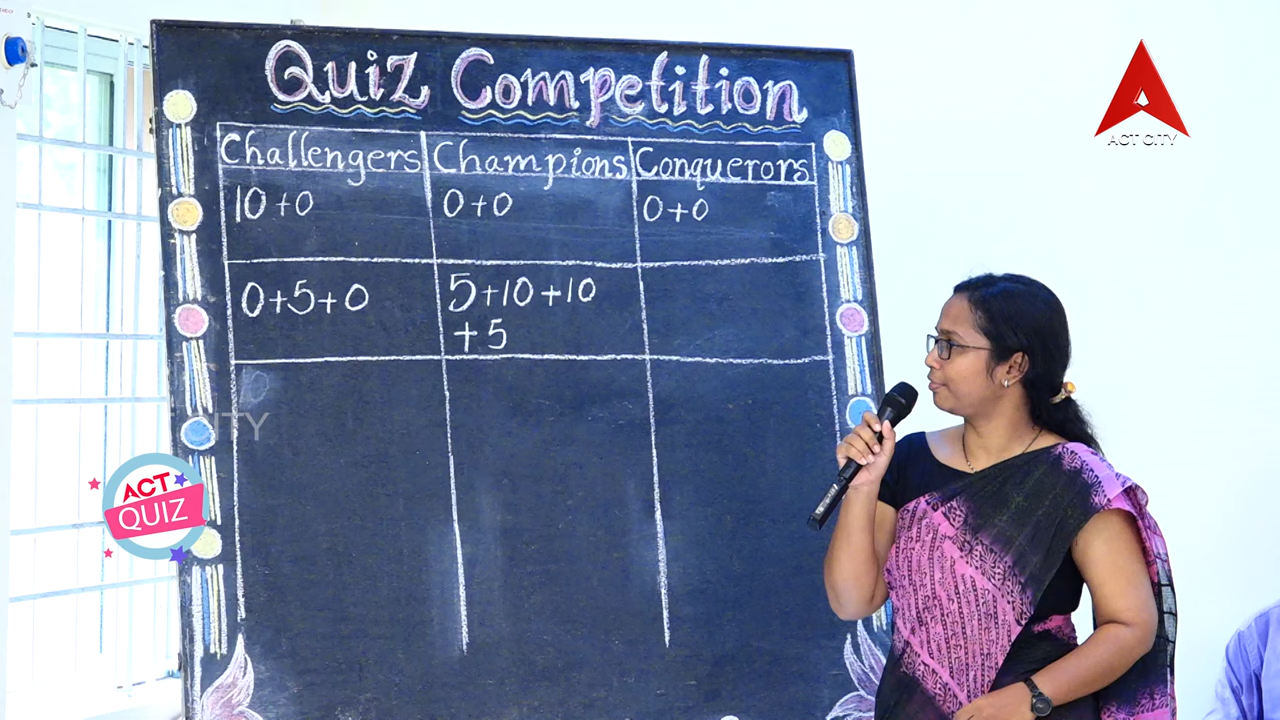 Quiz Competition
Challengers Champions Conquerors
10+0 0+0 0+0
0+5+0 5+10+10
+5
ACT CITY
ITY
ACT
QUIZ